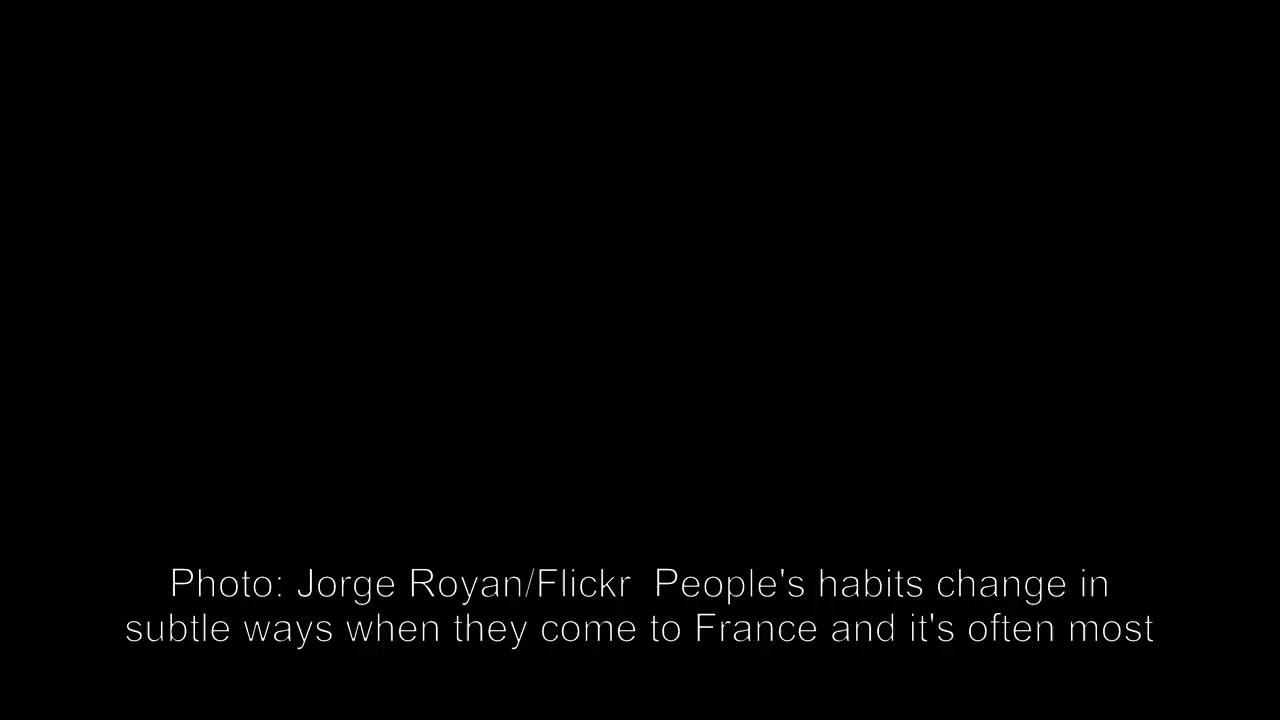 Photo: Jorge Royan/Flickr  People's habits change in
subtle ways when they come to France and it's often most